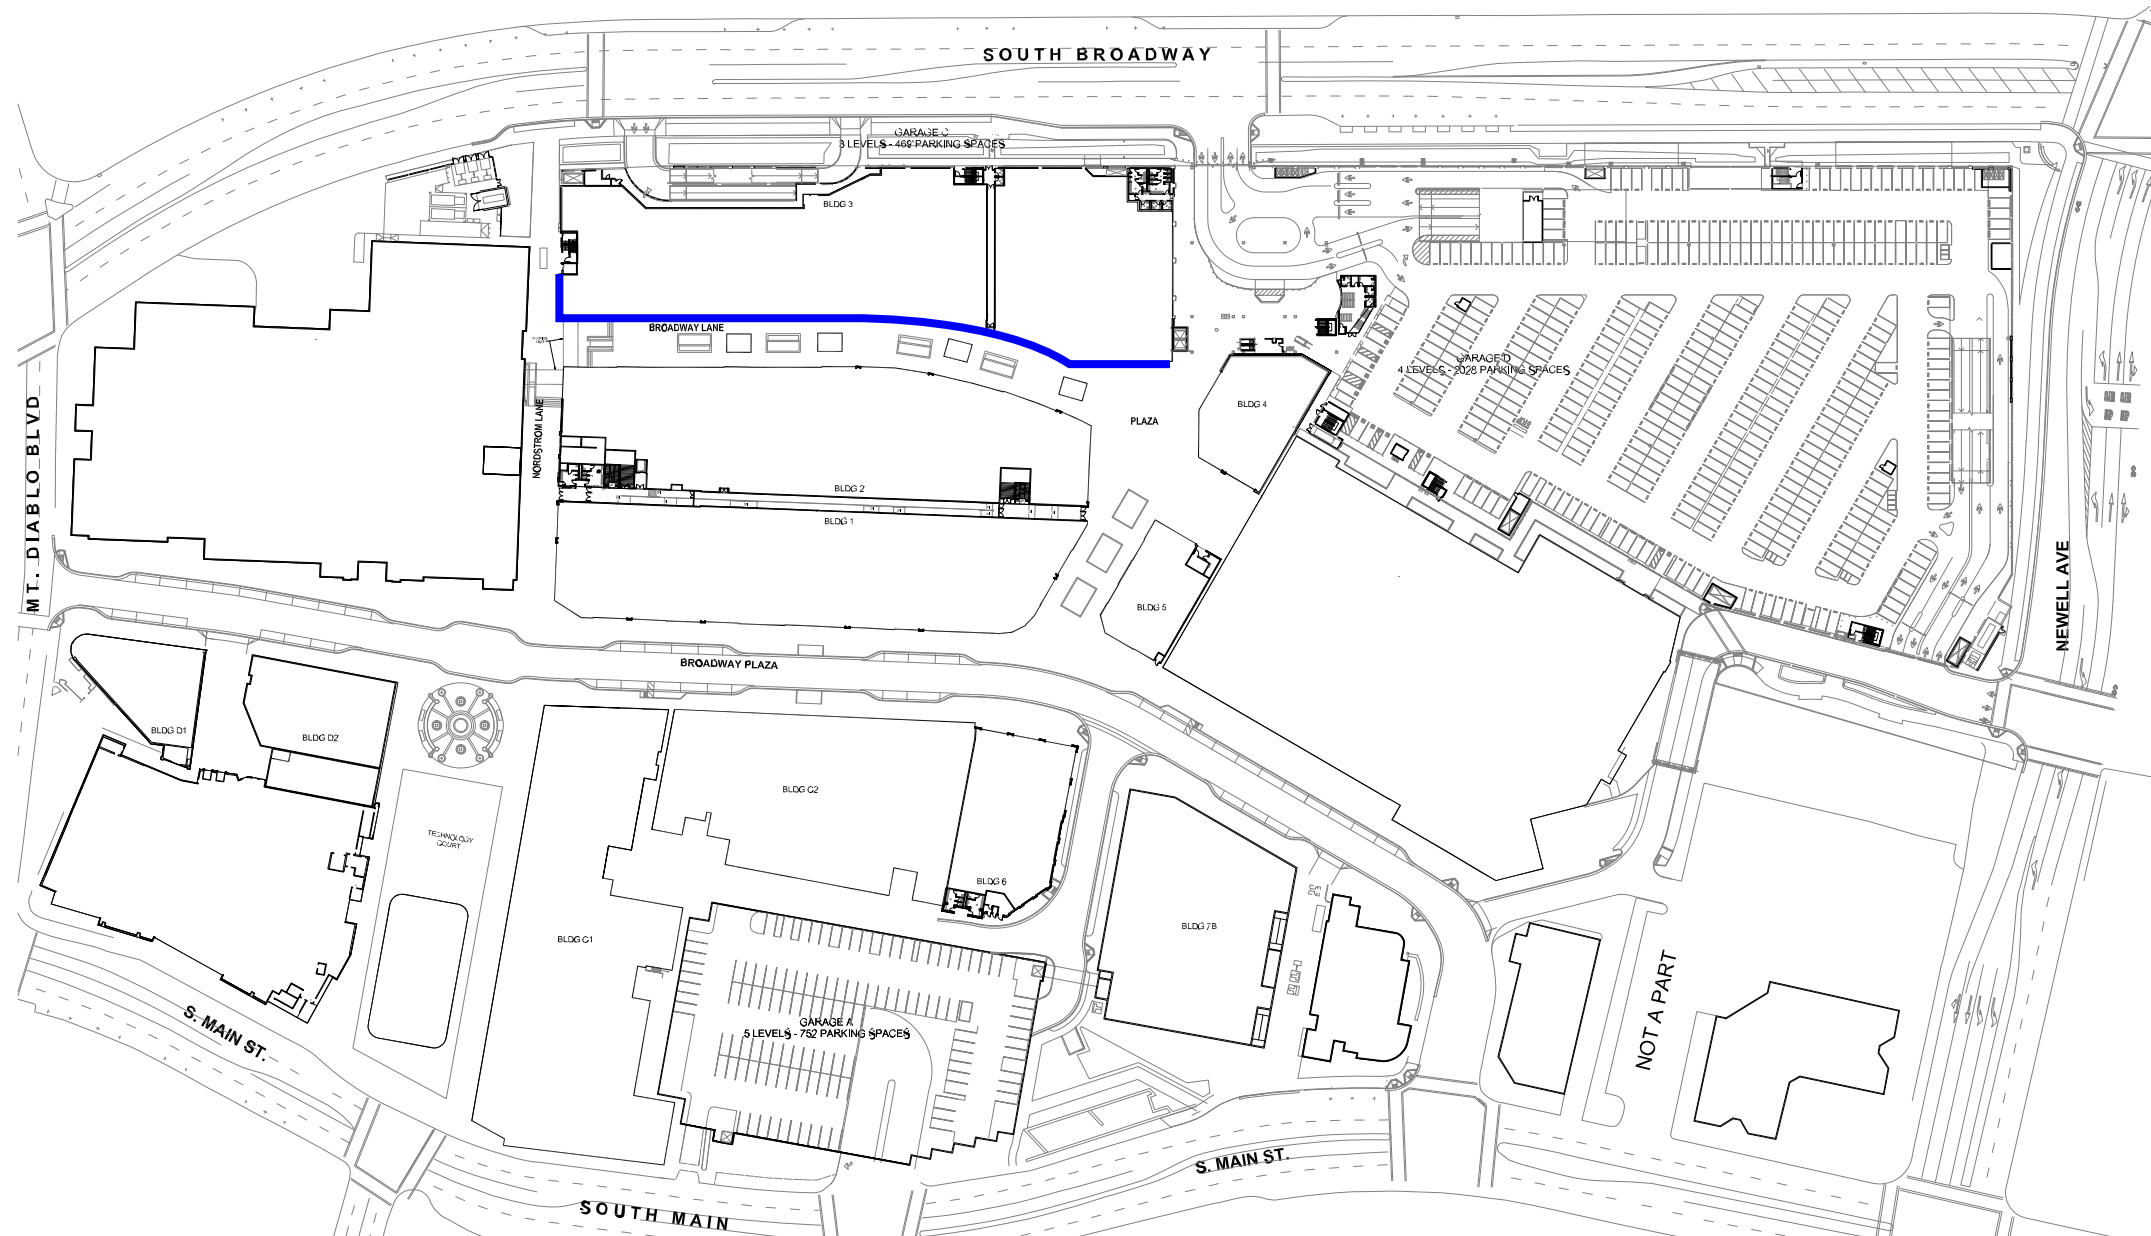 SOUTH BROADWAY
GARAGE C
3 LEVELS - 469 PARKING SPACES
BLDG 3
BROADWAY LANE
GARAGE D
4 LEVELS - 2028 PARKING SPACES
BLDG 4
PLAZA
MT. DIABLO BLVD
NORDSTROM LANE
BLDG 2
BLDG 1
STOP
NEWELL AVE
BLDG 5
BROADWAY PLAZA
BLDG D1
BLDG D2
BLDG C2
TECHNOLOGY
COURT
BLDG 6
BLDG C1
BLDG 7B
NOT A PART
GARAGE A
5 LEVELS - 752 PARKING SPACES
S. MAIN ST.
S. MAIN ST.
SOUTH MAIN